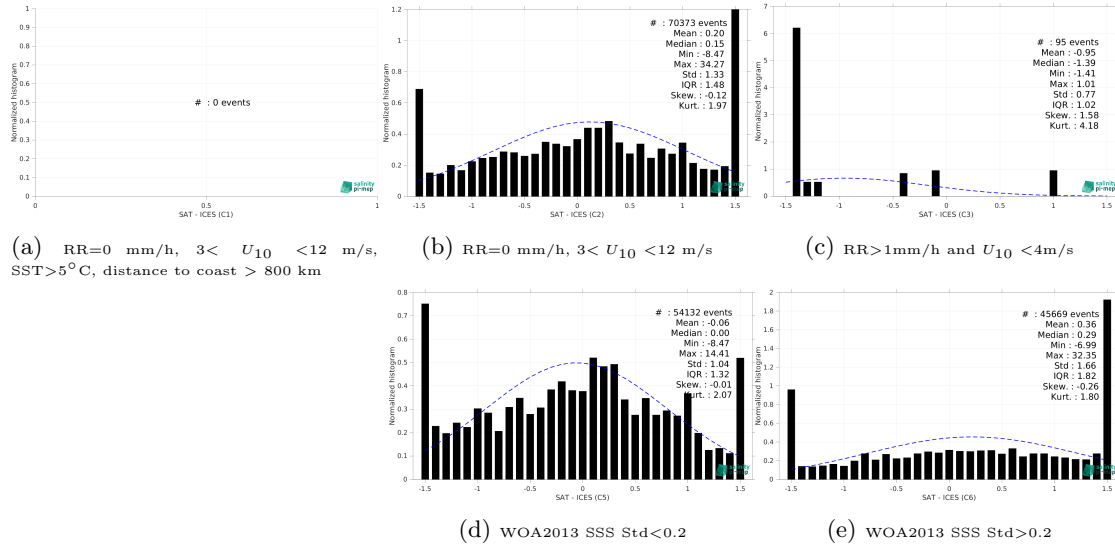 1
0.9
0.8
0.7
0.6
0.5
0.4
0.3
0.2
0.1
0
Normalized histogram
# : 0 events
salinity
pi-mep
0 0.5 1
SAT - ICES (C1)
(a) RR=0 mm/h, 3< U10 <12 m/s,
SST>5°C, distance to coast > 800 km
1.2
1
0.8
0.6
0.4
0.2
0
Normalized histogram
# : 70373 events
Mean : 0.20
Median : 0.15
Min : -8.47
Max : 34.27
Std : 1.33
IQR : 1.48
Skew. : -0.12
Kurt. : 1.97
salinity
pi-mep
-1.5 -1 -0.5 0 0.5 1 1.5
SAT - ICES (C2)
(b) RR=0 mm/h, 3< U10 <12 m/s
7
6
5
4
3
2
1
0
Normalized histogram
# : 95 events
Mean : -0.95
Median : -1.39
Min : -1.41
Max : 1.01
Std : 0.77
IQR : 1.02
Skew. : 1.58
Kurt. : 4.18
salinity
pi-mep
-1.5 -1 -0.5 0 0.5 1 1.5
SAT - ICES (C3)
(c) RR>1mm/h and U10 <4m/s
0.8
0.7
0.6
0.5
0.4
0.3
0.2
0.1
0
Normalized histogram
# : 54132 events
Mean : -0.06
Median : 0.00
Min : -8.47
Max : 14.41
Std : 1.04
IQR : 1.32
Skew. : -0.01
Kurt. : 2.07
salinity
pi-mep
-1.5 -1 -0.5 0 0.5 1 1.5
SAT - ICES (C5)
(d) WOA2013 SSS Std<0.2
2
1.8
1.6
1.4
1.2
1
0.8
0.6
0.4
0.2
0
Normalized histogram
# : 45669 events
Mean : 0.36
Median : 0.29
Min : -6.99
Max : 32.35
Std : 1.66
IQR : 1.82
Skew. : -0.26
Kurt. : 1.80
salinity
pi-mep
-1.5 -1 -0.5 0 0.5 1 1.5
SAT - ICES (C6)
(e) WOA2013 SSS Std>0.2